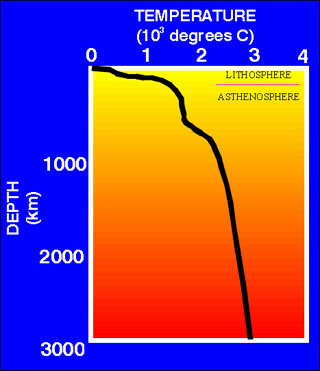 TEMPERATURE
(10³ degrees C)
0 1 2 3 4
LITHOSPHERE
ASTHENOSPHERE
1000
DEPTH
(km)
2000
3000